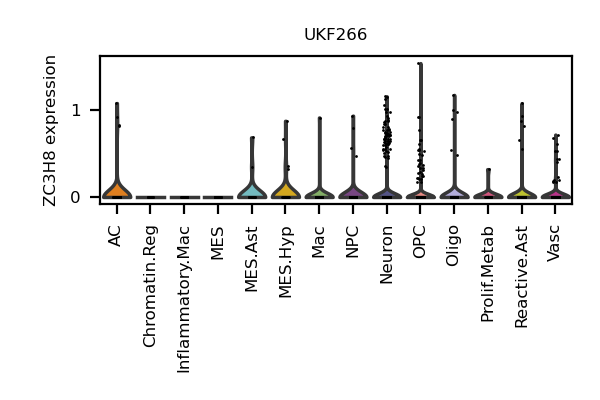 UKF266
ZC3H8 expression
1
0
AC
Chromatin.Reg
Inflammatory.Mac
MES
MES.Ast
MES.Hyp
Mac
NPC
Neuron
OPC
Oligo
Prolif.Metab
Reactive.Ast
Vasc